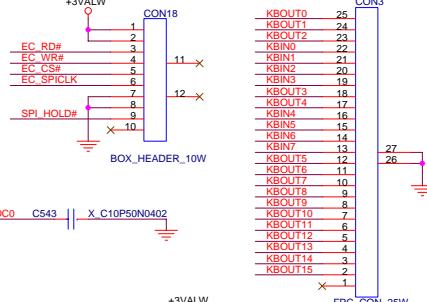 +3VALW
CON18
1
2
EC_RD# 3
EC_WR# 4 11
EC_CS# 5
EC_SPICLK 6
7 12
8
SPI_HOLD# 9
10
BOX_HEADER_10W
C0 C543 X_C10P50N0402
+3VALW
CON3
KBOUT0 25
KBOUT1 24
KBOUT2 23
KBIN0 22
KBIN1 21
KBIN2 20
KBIN3 19
KBOUT3 18
KBOUT4 17
KBIN4 16
KBIN5 15
KBIN6 14
KBIN7 13 27
KBOUT5 12 26
KBOUT6 11
KBOUT7 10
KBOUT8 9
KBOUT9 8
KBOUT10 7
KBOUT11 6
KBOUT12 5
KBOUT13 4
KBOUT14 3
KBOUT15 2
1